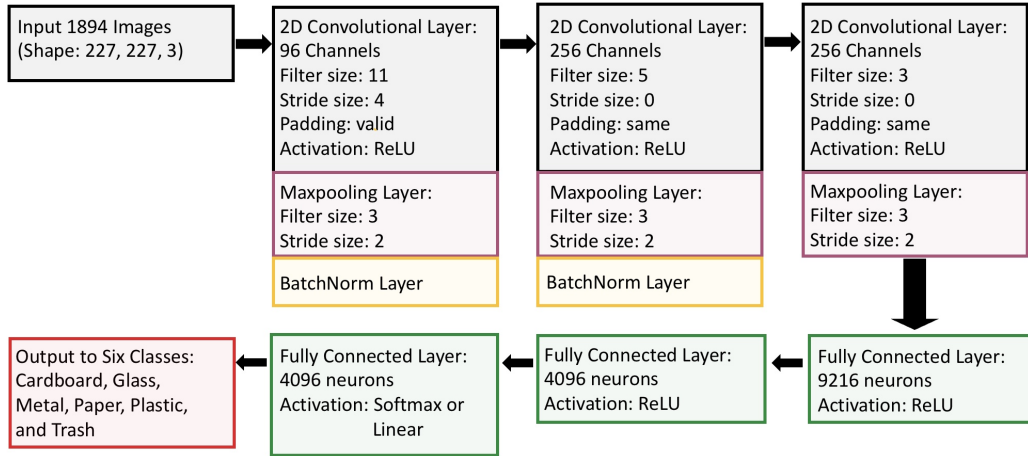 Input 1894 Images
(Shape: 227, 227, 3)
2D Convolutional Layer:
96 Channels
Filter size: 11
Stride size: 4
Padding: valid
Activation: ReLU
Maxpooling Layer:
Filter size: 3
Stride size: 2
BatchNorm Layer
2D Convolutional Layer:
256 Channels
Filter size: 5
Stride size: 0
Padding: same
Activation: ReLU
Maxpooling Layer:
Filter size: 3
Stride size: 2
BatchNorm Layer
2D Convolutional Layer:
256 Channels
Filter size: 3
Stride size: 0
Padding: same
Activation: ReLU
Maxpooling Layer:
Filter size: 3
Stride size: 2
Fully Connected Layer:
9216 neurons
Activation: ReLU
Fully Connected Layer:
4096 neurons
Activation: ReLU
Fully Connected Layer:
4096 neurons
Activation: Softmax or
Linear
Output to Six Classes:
Cardboard, Glass,
Metal, Paper, Plastic,
and Trash